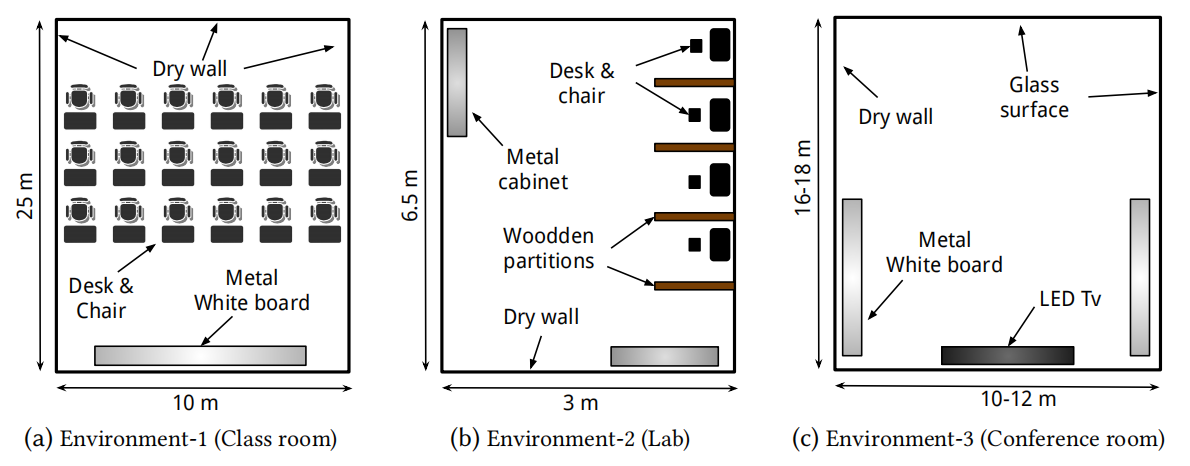 Dry wall
25 m
Desk &
Chair
Metal
White board
10 m
(a) Environment-1 (Class room)
Desk &
chair
Metal
cabinet
6.5 m
Woodden
partitions
Dry wall
3 m
(b) Environment-2 (Lab)
Glass
surface
Dry wall
16-18 m
Metal
White board
LED Tv
10-12 m
(c) Environment-3 (Conference room)